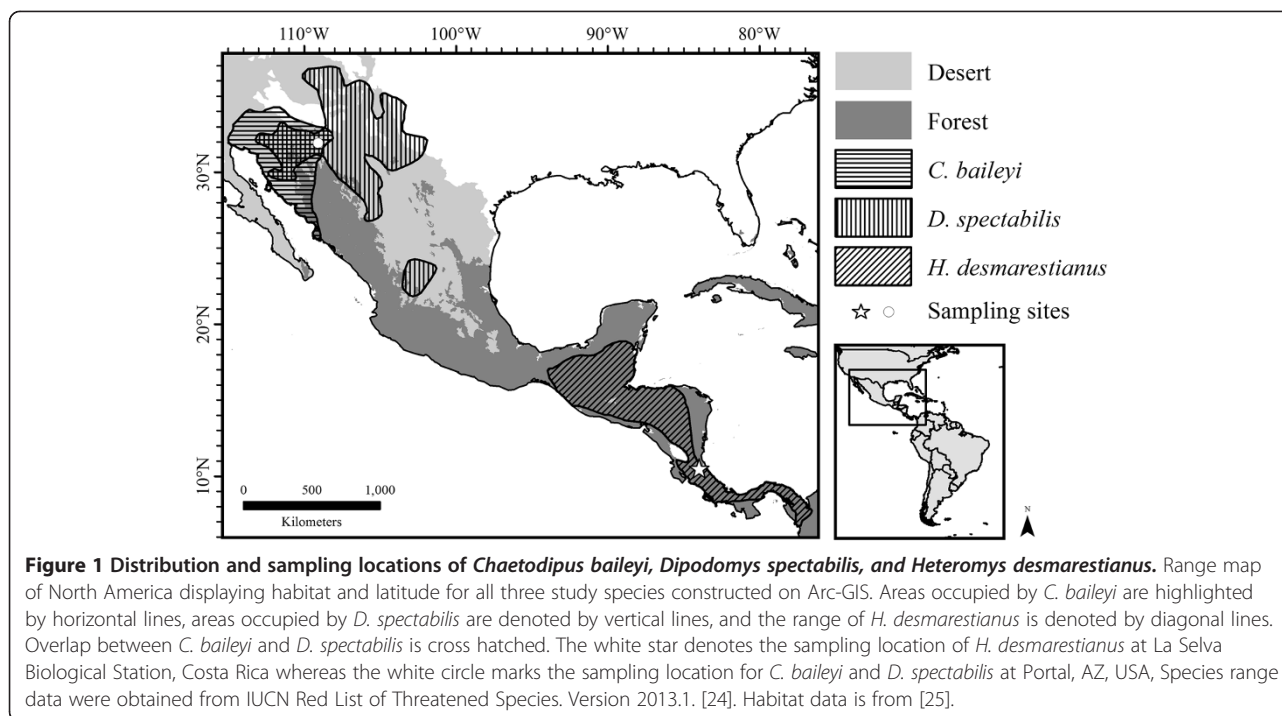 110°W 100°W 90°W 80°W
30°N
20°N
10°N
0 500 1,000
Kilometers
Desert
Forest
C. baileyi
D. spectabilis
H. desmarestianus
Sampling sites
N
Figure 1 Distribution and sampling locations of Chaetodipus baileyi, Dipodomys spectabilis, and Heteromys desmarestianus. Range map
of North America displaying habitat and latitude for all three study species constructed on Arc-GIS. Areas occupied by C. baileyi are highlighted
by horizontal lines, areas occupied by D. spectabilis are denoted by vertical lines, and the range of H. desmarestianus is denoted by diagonal lines.
Overlap between C. baileyi and D. spectabilis is cross hatched. The white star denotes the sampling location of H. desmarestianus at La Selva
Biological Station, Costa Rica whereas the white circle marks the sampling location for C. baileyi and D. spectabilis at Portal, AZ, USA, Species range
data were obtained from IUCN Red List of Threatened Species. Version 2013.1. [24]. Habitat data is from [25].